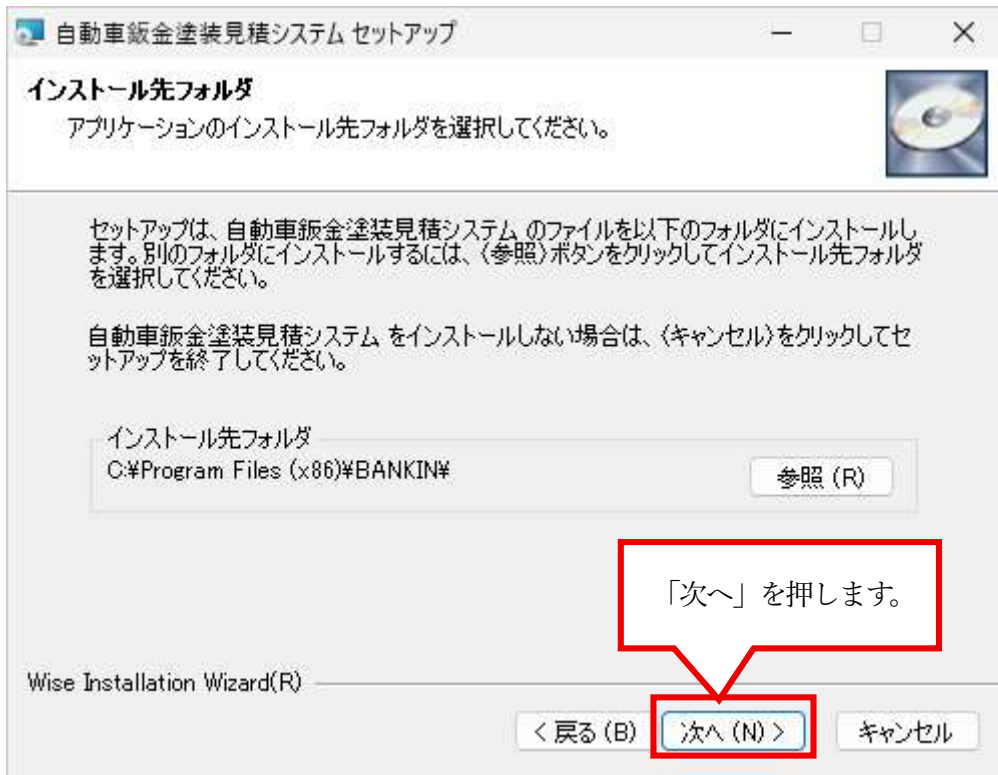 自動車鈑金塗装見積システム セットアップ
インストール先フォルダ
アプリケーションのインストール先フォルダを選択してください。
セットアップは、自動車鈑金塗装見積システム のファイルを以下のフォルダにインストールし
ます。別のフォルダにインストールするには、〈参照〉ボタンをクリックしてインストール先フォルダ
を選択してください。
自動車鈑金塗装見積システム をインストールしない場合は、〈キャンセル〉をクリックしてセ
ットアップを終了してください。
インストール先フォルダ
C:¥Program Files (x86)¥BANKIN¥
参照 (R)
「次へ」を押します。
Wise Installation Wizard(R)
< 戻る (B)
次へ (N) >
キャンセル